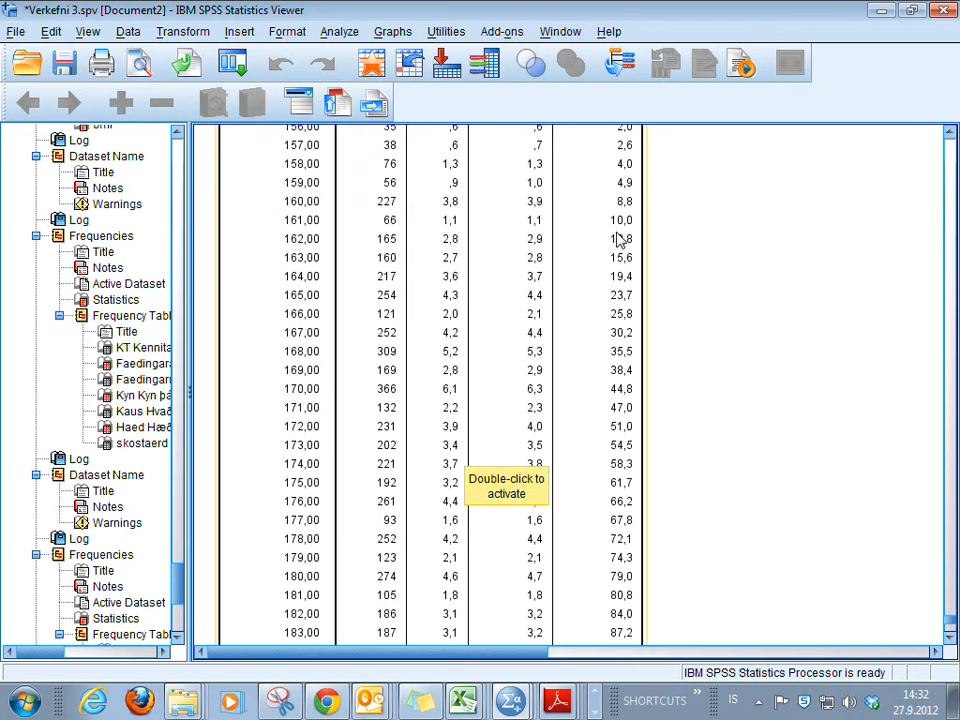 *Verkefni 3.spv [Document2] - IBM SPSS Statistics Viewer
File Edit View Data Transform Insert Format Analyze Graphs Utilities Add-ons Window Help
bmi
Log
Dataset Name
Title
Notes
Warnings
Log
Frequencies
Title
Notes
Active Dataset
Statistics
Frequency Tabl
Title
KT Kennita
Faedingar
Faedingarm
Kyn Kyn þá
Kaus Hvað
Haed Hæð
skostaerd
Log
Dataset Name
Title
Notes
Warnings
Log
Frequencies
Title
Notes
Active Dataset
Statistics
Frequency Tabl
156,00 35 ,6 ,6 2,0
157,00 38 ,6 ,7 2,6
158,00 76 1,3 1,3 4,0
159,00 56 ,9 1,0 4,9
160,00 227 3,8 3,9 8,8
161,00 66 1,1 1,1 10,0
162,00 165 2,8 2,9
163,00 160 2,7 2,8 15,6
164,00 217 3,6 3,7 19,4
165,00 254 4,3 4,4 23,7
166,00 121 2,0 2,1 25,8
167,00 252 4,2 4,4 30,2
168,00 309 5,2 5,3 35,5
169,00 169 2,8 2,9 38,4
170,00 366 6,1 6,3 44,8
171,00 132 2,2 2,3 47,0
172,00 231 3,9 4,0 51,0
173,00 202 3,4 3,5 54,5
174,00 221 3,7 3,8 58,3
175,00 192 3,2 61,7
176,00 261 4,4 66,2
Double-click to
activate
177,00 93 1,6 1,6 67,8
178,00 252 4,2 4,4 72,1
179,00 123 2,1 2,1 74,3
180,00 274 4,6 4,7 79,0
181,00 105 1,8 1,8 80,8
182,00 186 3,1 3,2 84,0
183,00 187 3,1 3,2 87,2
IBM SPSS Statistics Processor is ready
SHORTCUTS » IS
14:32
27.9.2012